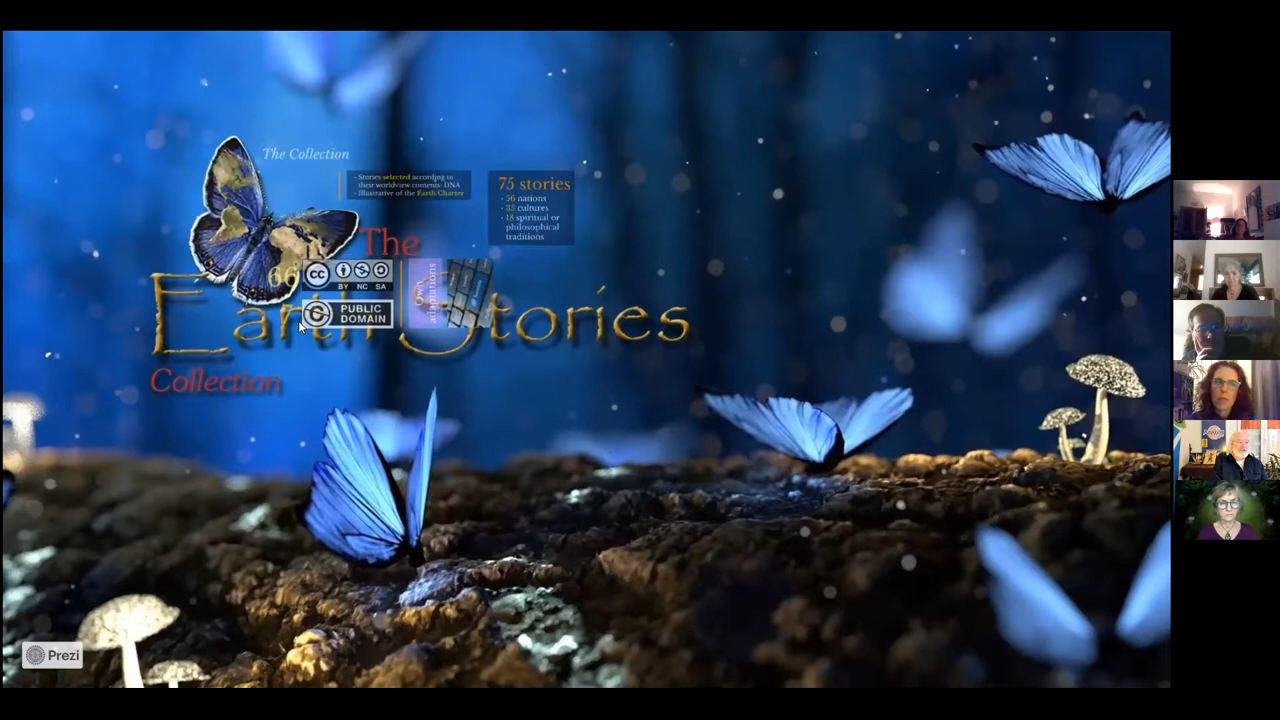 The Collection
- Stories selected according to
their worldview contents: DNA
- Illustrative of the Earth Charter
75 stories
- 56 nations
- 35 cultures
- 18 spiritual or
philosophical
traditions
The
66
cc
BY NC SA
PUBLIC
DOMAIN
Own
adaptations
Earth Stories
Collection
Prezi